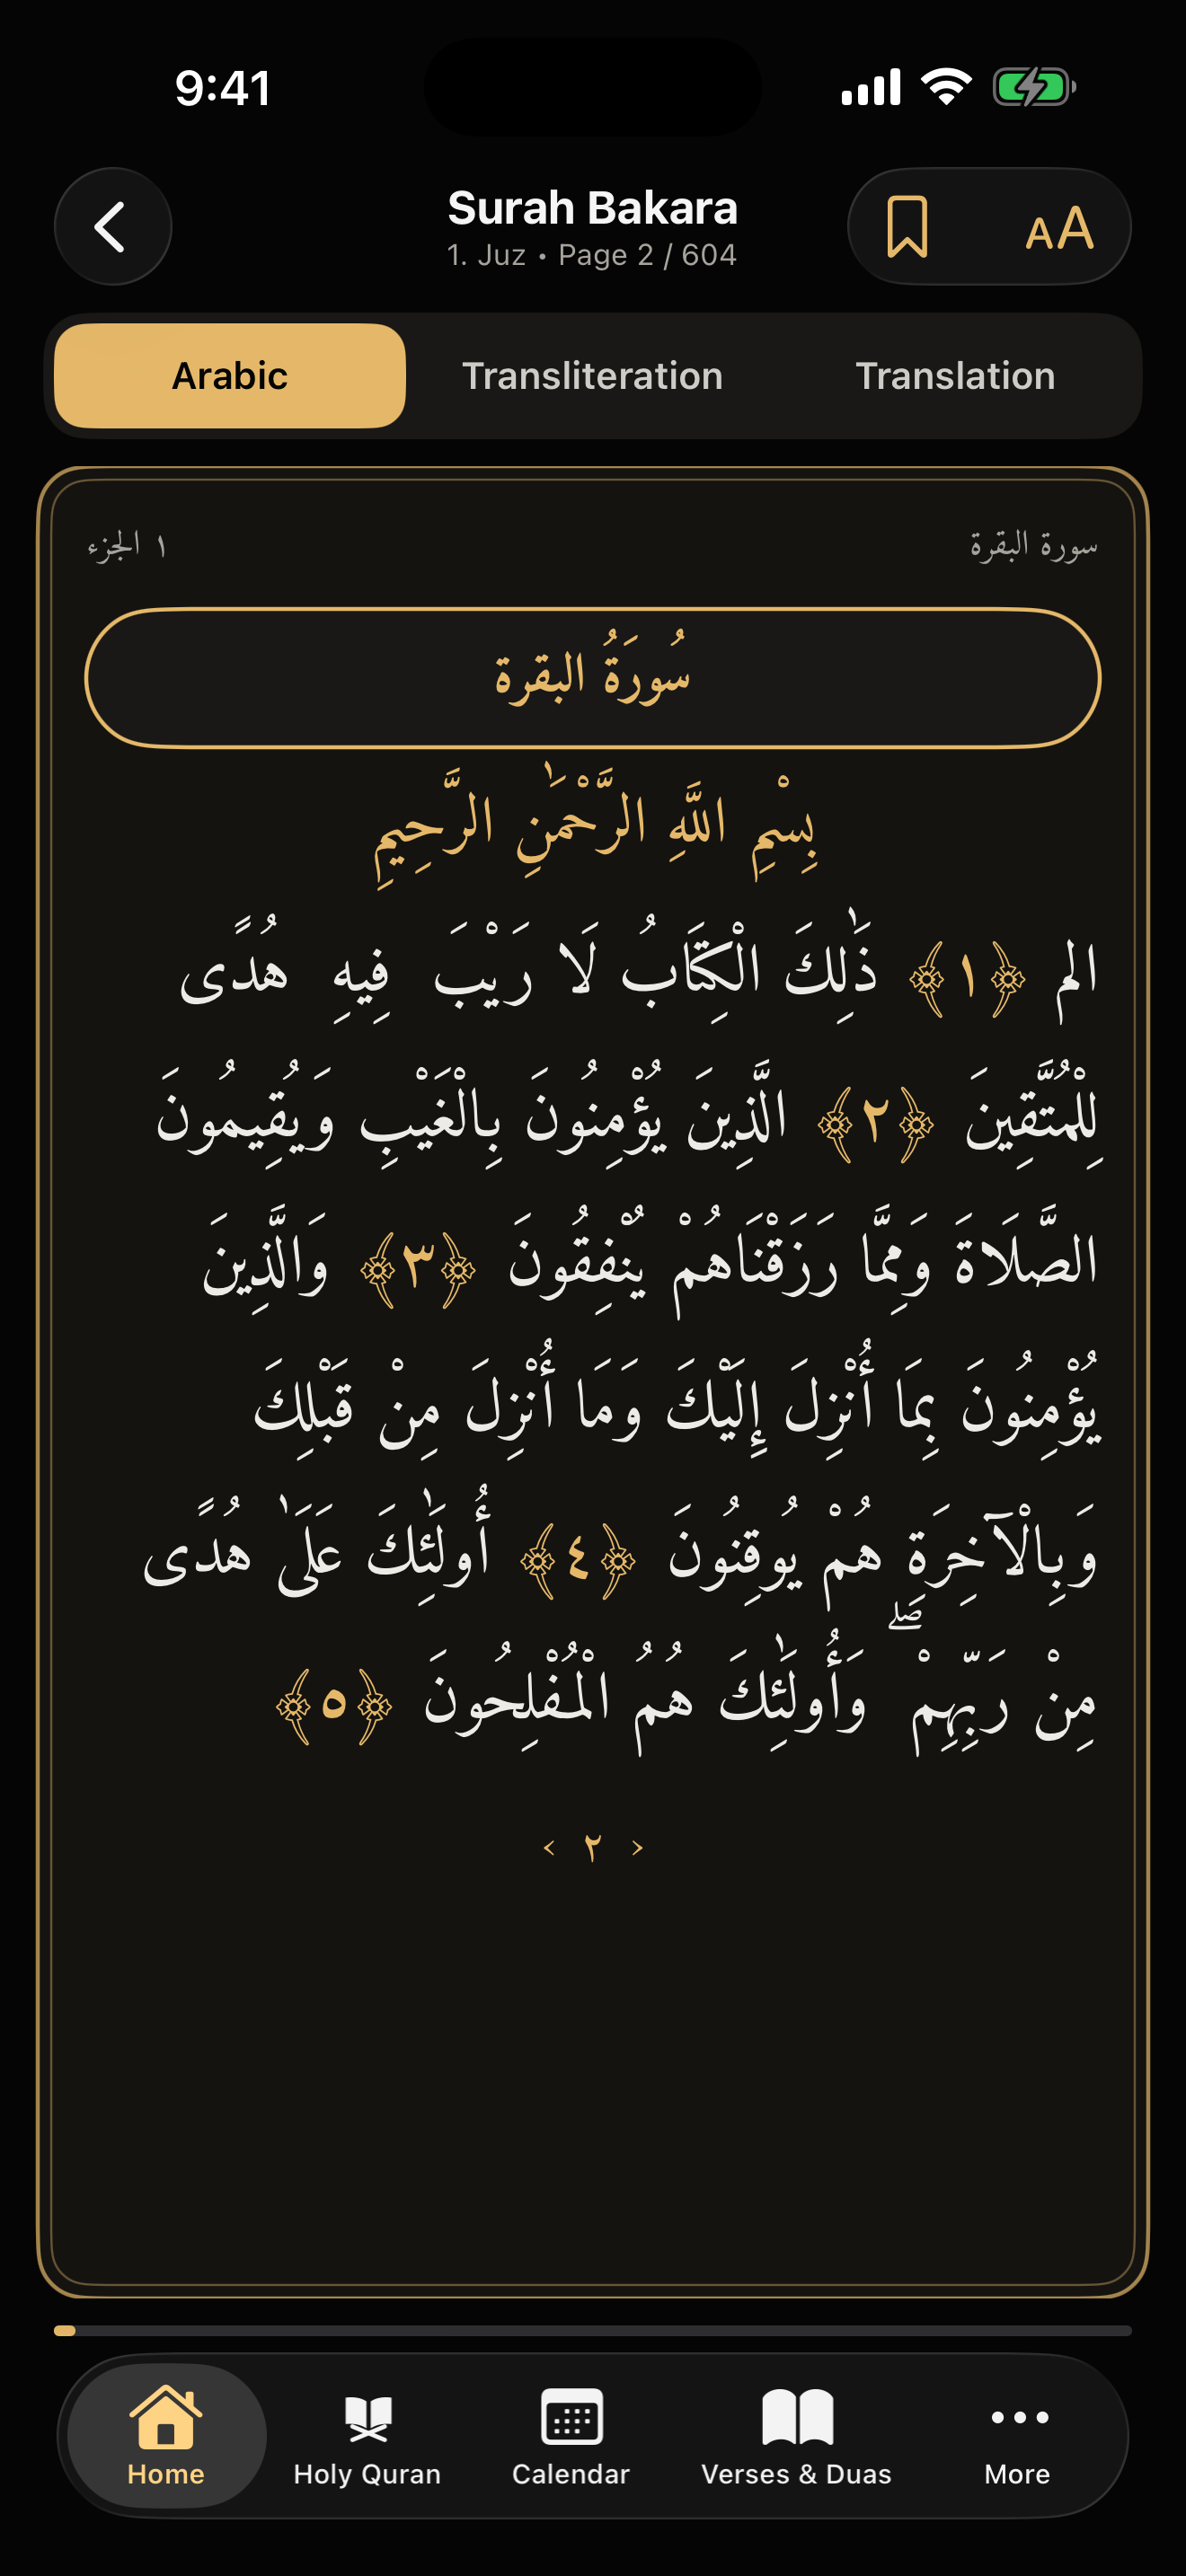 9:41
Surah Bakara
1. Juz • Page 2 / 604
AA
Arabic Transliteration Translation
سورة البقرة ١ الجزء
سُورَةُ البقرة
بِسْمِ اللَّهِ الرَّحْمَٰنِ الرَّحِيمِ
الم ﴿١﴾ ذَٰلِكَ الْكِتَابُ لَا رَيْبَ فِيهِ هُدًى
لِلْمُتَّقِينَ ﴿٢﴾ الَّذِينَ يُؤْمِنُونَ بِالْغَيْبِ وَيُقِيمُونَ
الصَّلَاةَ وَمِمَّا رَزَقْنَاهُمْ يُنْفِقُونَ ﴿٣﴾ وَالَّذِينَ
يُؤْمِنُونَ بِمَا أُنْزِلَ إِلَيْكَ وَمَا أُنْزِلَ مِنْ قَبْلِكَ
وَبِالْآخِرَةِ هُمْ يُوقِنُونَ ﴿٤﴾ أُولَٰئِكَ عَلَىٰ هُدًى
مِنْ رَبِّهِمْ ۖ وَأُولَٰئِكَ هُمُ الْمُفْلِحُونَ ﴿٥﴾
‹ ٢ ›
Home Holy Quran Calendar Verses & Duas More